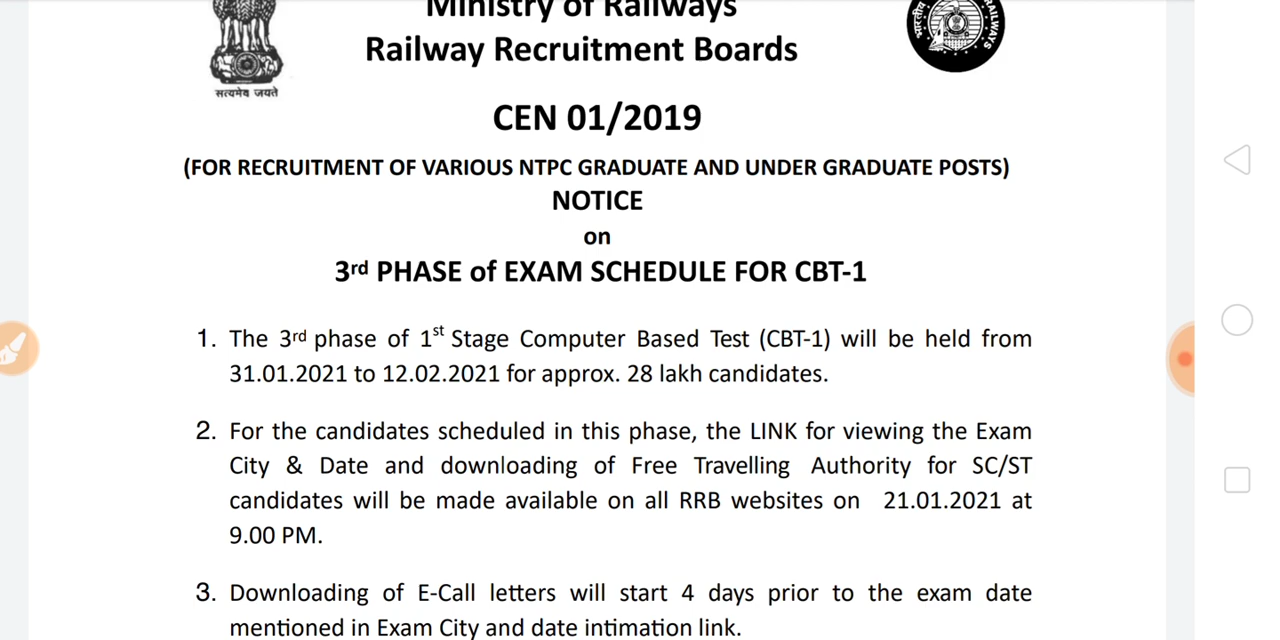 Ministry of Railways
Railway Recruitment Boards
सत्यमेव जयते
CEN 01/2019
(FOR RECRUITMENT OF VARIOUS NTPC GRADUATE AND UNDER GRADUATE POSTS)
NOTICE
on
3rd PHASE of EXAM SCHEDULE FOR CBT-1
1. The 3rd phase of 1st Stage Computer Based Test (CBT-1) will be held from
31.01.2021 to 12.02.2021 for approx. 28 lakh candidates.
2. For the candidates scheduled in this phase, the LINK for viewing the Exam
City & Date and downloading of Free Travelling Authority for SC/ST
candidates will be made available on all RRB websites on 21.01.2021 at
9.00 PM.
3. Downloading of E-Call letters will start 4 days prior to the exam date
mentioned in Exam City and date intimation link.